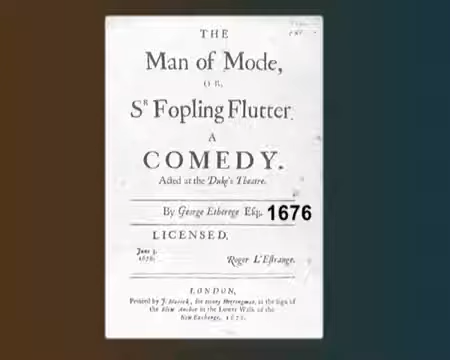 THE
Man of Mode,
OR,
Sʀ Fopling Flutter.
A
COMEDY.
Acted at the Duke's Theatre.
By George Etherege Esq; 1676
LICENSED,
June 3.
1676.
Roger L'Estrange.
LONDON,
Printed by J. Macock, for Henry Herringman, at the Sign of
the Blew Anchor in the Lower Walk of the
New Exchange, 1676.